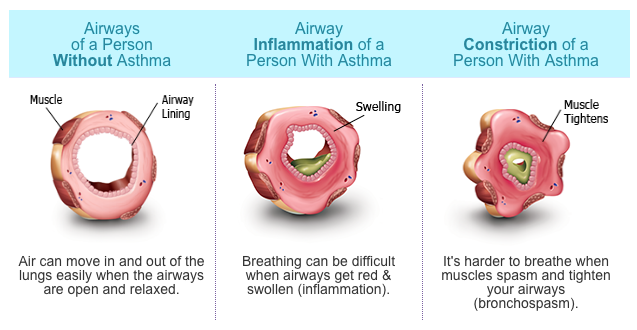 Airways
of a Person
Without Asthma
Airway
Inflammation of a
Person With Asthma
Airway
Constriction of a
Person With Asthma
Muscle
Airway
Lining
Swelling
Muscle
Tightens
Air can move in and out of the
lungs easily when the airways
are open and relaxed.
Breathing can be difficult
when airways get red &
swollen (inflammation).
It's harder to breathe when
muscles spasm and tighten
your airways
(bronchospasm).